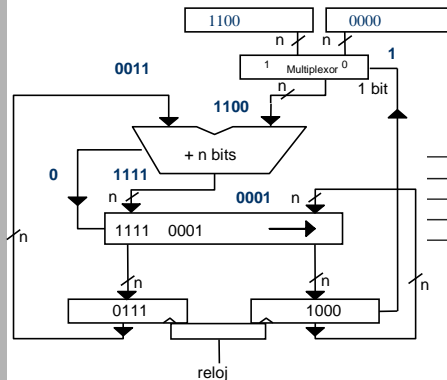 1100 0000
n n
1 Multiplexor 0 1
0011 n 1 bit
1100
+ n bits
0 1111
n 0001 n
1111 0001
n
n n
0111 1000
n
reloj